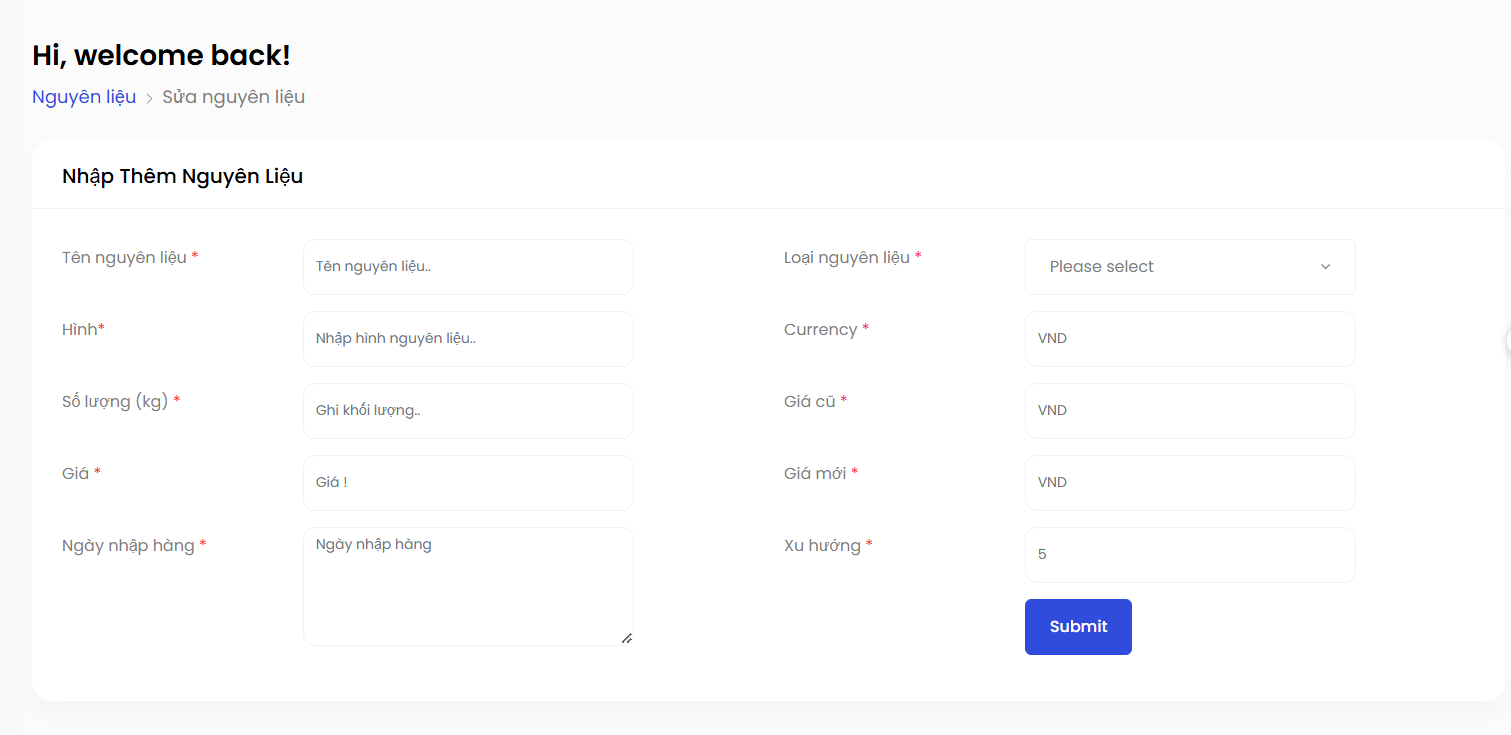 Hi, welcome back!
Nguyên liệu > Sửa nguyên liệu
Nhập Thêm Nguyên Liệu
Tên nguyên liệu *
Tên nguyên liệu..
Hình*
Nhập hình nguyên liệu..
Số lượng (kg) *
Ghi khối lượng..
Giá *
Giá !
Ngày nhập hàng *
Ngày nhập hàng
Loại nguyên liệu *
Please select
Currency *
VND
Giá cũ *
VND
Giá mới *
VND
Xu hướng *
5
Submit